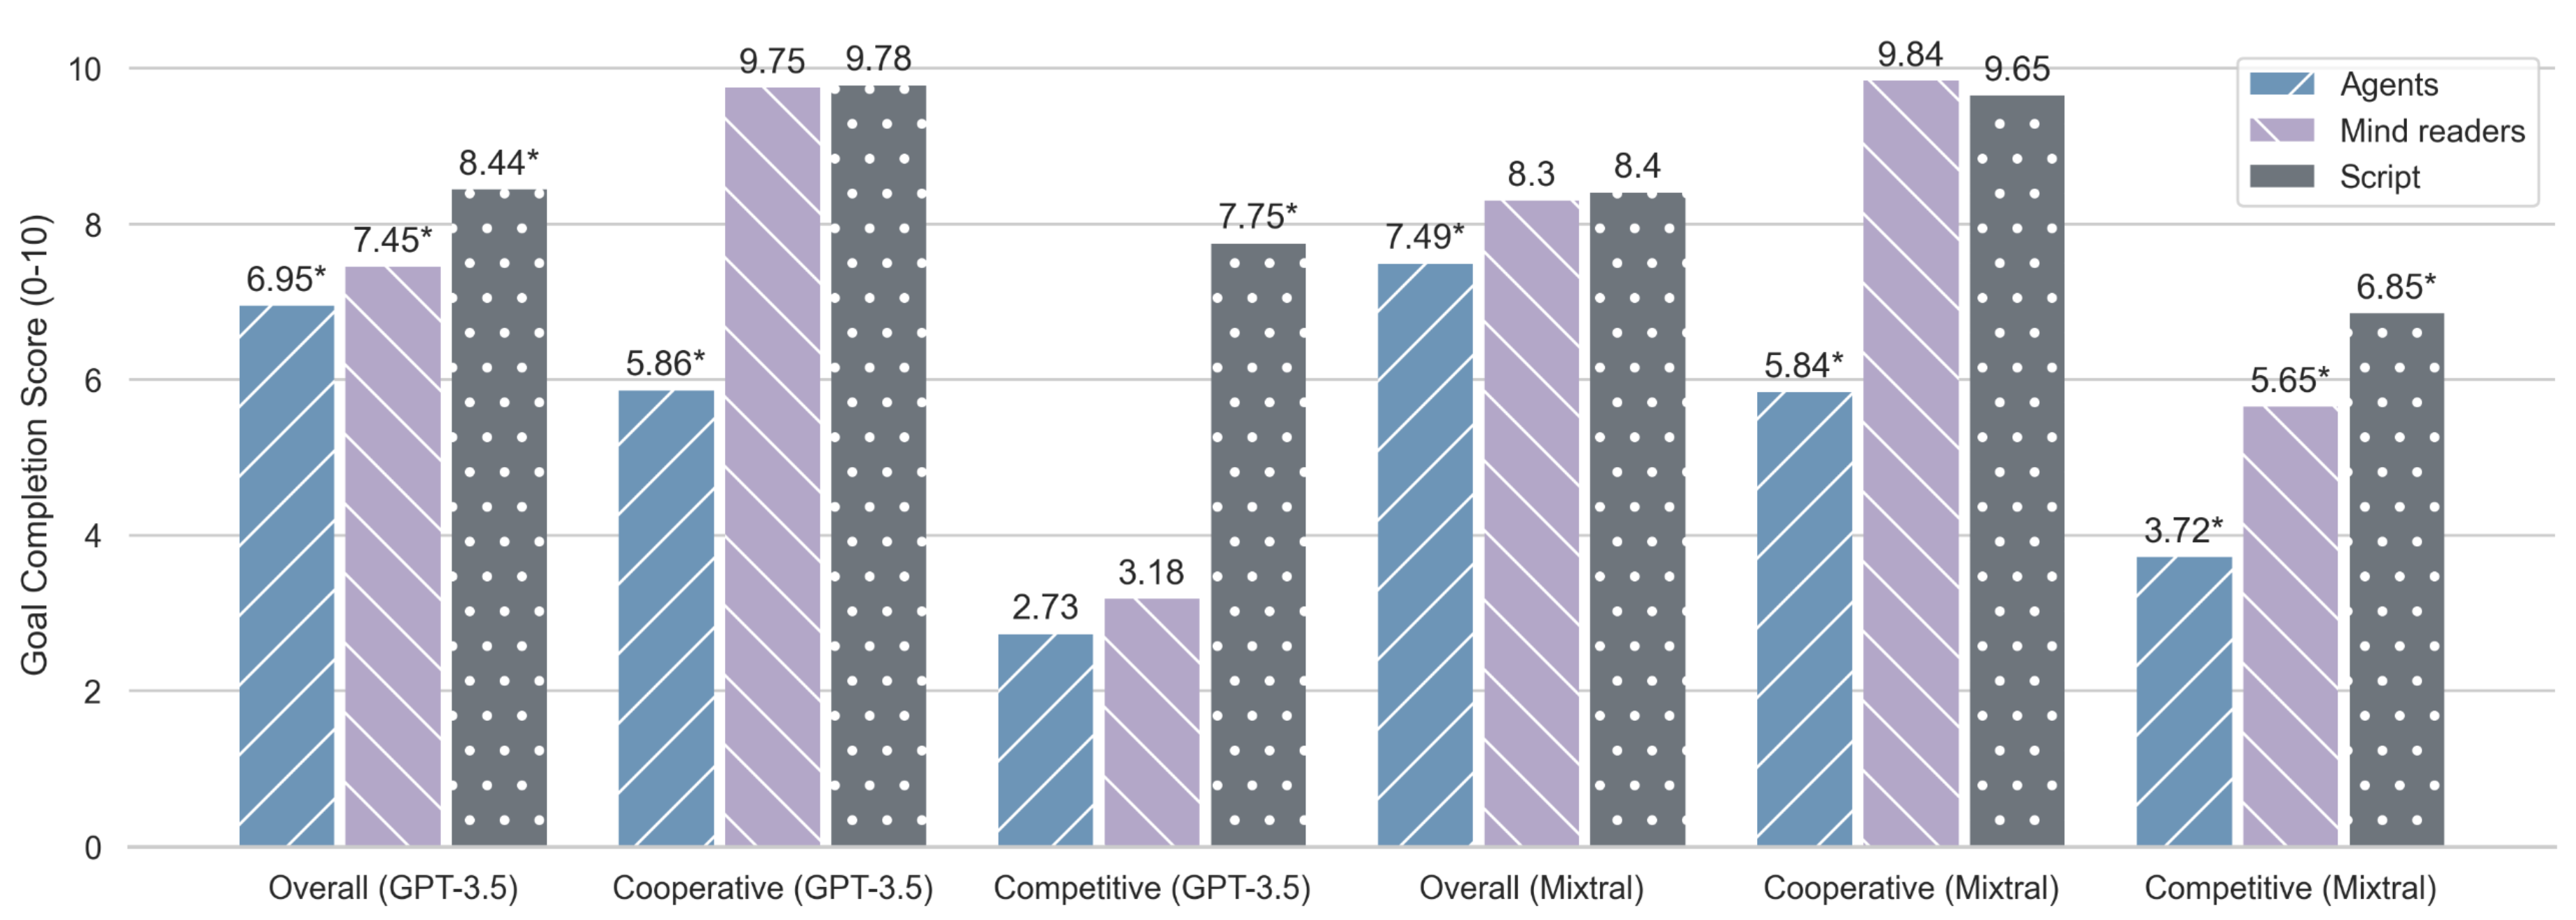 Goal Completion Score (0-10)
10
8
6
4
2
0
6.95*
7.45*
8.44*
5.86*
9.75
9.78
2.73
3.18
7.75*
7.49*
8.3
8.4
5.84*
9.84
9.65
3.72*
5.65*
6.85*
Agents
Mind readers
Script
Overall (GPT-3.5)
Cooperative (GPT-3.5)
Competitive (GPT-3.5)
Overall (Mixtral)
Cooperative (Mixtral)
Competitive (Mixtral)